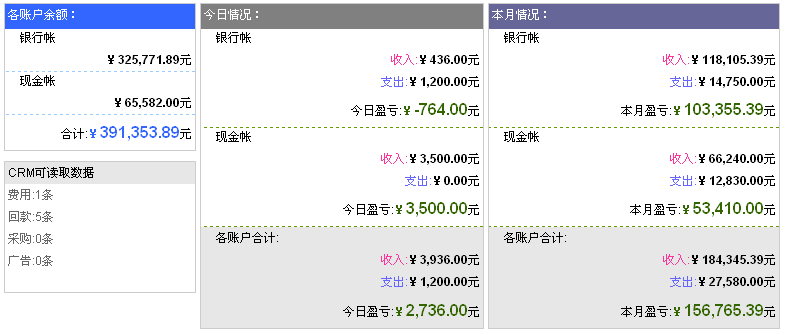 各账户余额：
银行帐
¥ 325,771.89元
现金帐
¥ 65,582.00元
合计:¥ 391,353.89元
CRM可读取数据
费用:1条
回款:5条
采购:0条
广告:0条
今日情况：
银行帐
收入:¥ 436.00元
支出:¥ 1,200.00元
今日盈亏:¥ -764.00元
现金帐
收入:¥ 3,500.00元
支出:¥ 0.00元
今日盈亏:¥ 3,500.00元
各账户合计:
收入:¥ 3,936.00元
支出:¥ 1,200.00元
今日盈亏:¥ 2,736.00元
本月情况：
银行帐
收入:¥ 118,105.39元
支出:¥ 14,750.00元
本月盈亏:¥ 103,355.39元
现金帐
收入:¥ 66,240.00元
支出:¥ 12,830.00元
本月盈亏:¥ 53,410.00元
各账户合计:
收入:¥ 184,345.39元
支出:¥ 27,580.00元
本月盈亏:¥ 156,765.39元